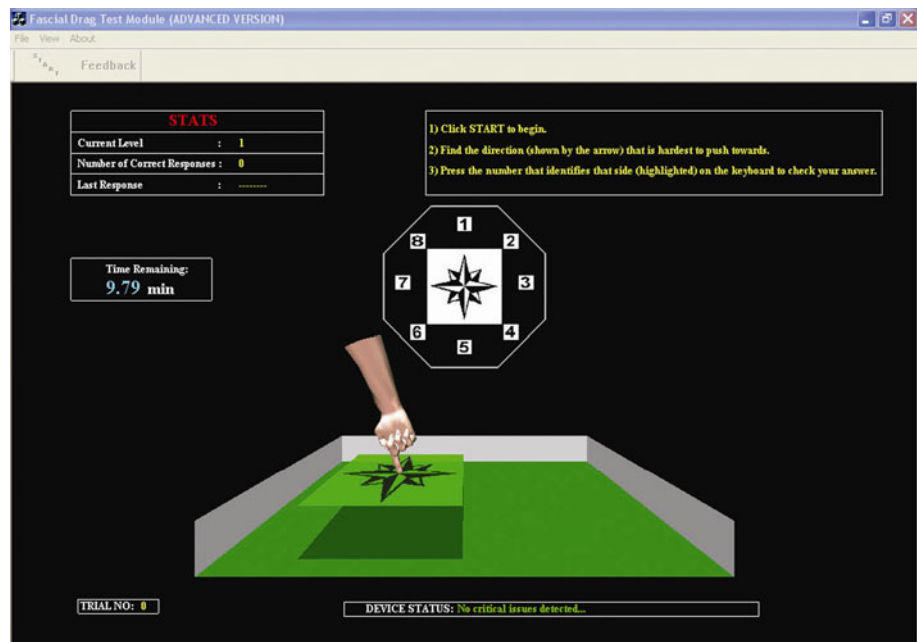 Fascial Drag Test Module (ADVANCED VERSION)
File View About
START Feedback
STATS
Current Level : 1
Number of Correct Responses : 0
Last Response : --------
1) Click START to begin.
2) Find the direction (shown by the arrow) that is hardest to push towards.
3) Press the number that identifies that side (highlighted) on the keyboard to check your answer.
Time Remaining:
9.79 min
1
8 2
7 3
6 4
5
TRIAL NO: 0
DEVICE STATUS: No critical issues detected...